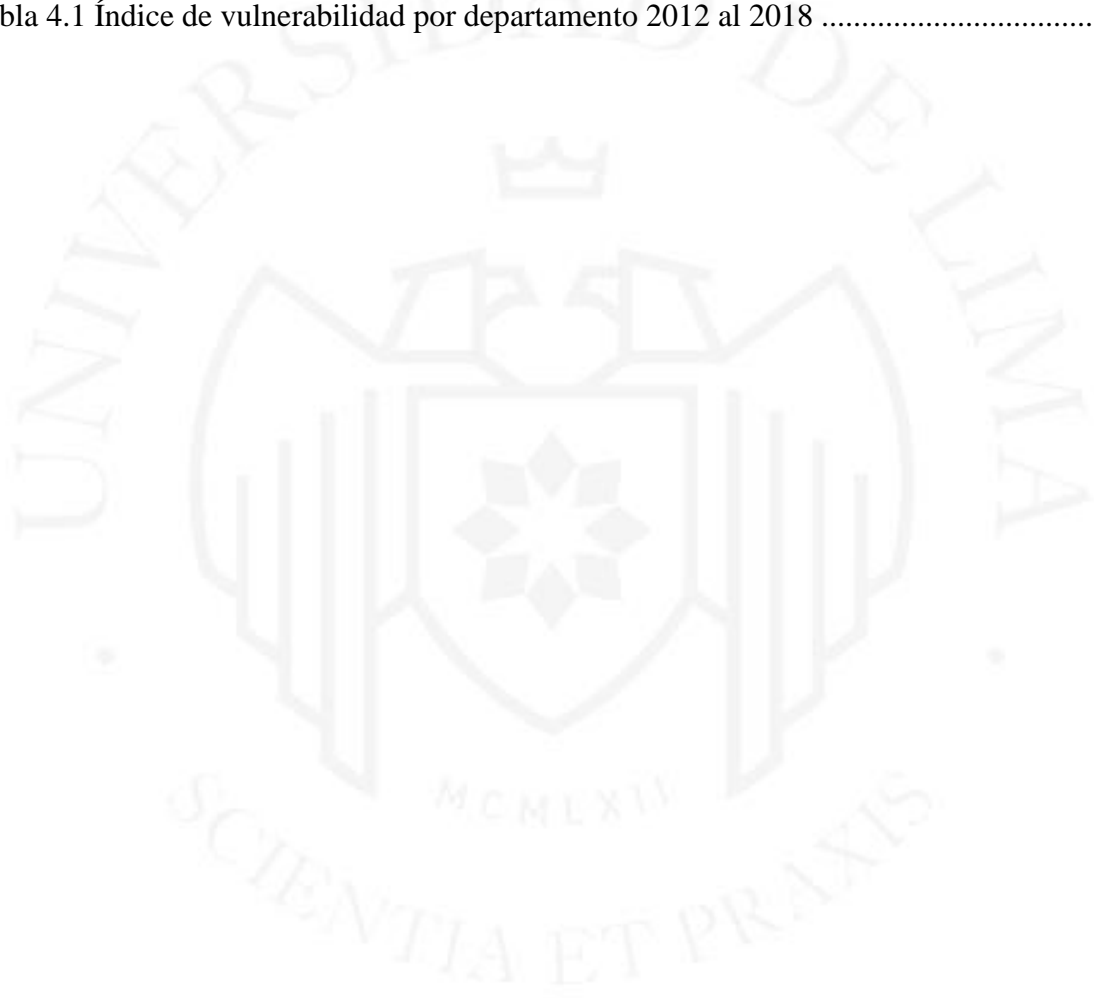 bla 4.1 Índice de vulnerabilidad por departamento 2012 al 2018 ..................................
UNIVERSIDAD DE LIMA
MCMLXII
SCIENTIA ET PRAXIS